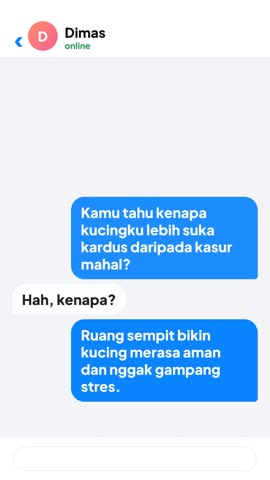 D
Dimas
online
Kamu tahu kenapa
kucingku lebih suka
kardus daripada kasur
mahal?
Hah, kenapa?
Ruang sempit bikin
kucing merasa aman
dan nggak gampang
stres.